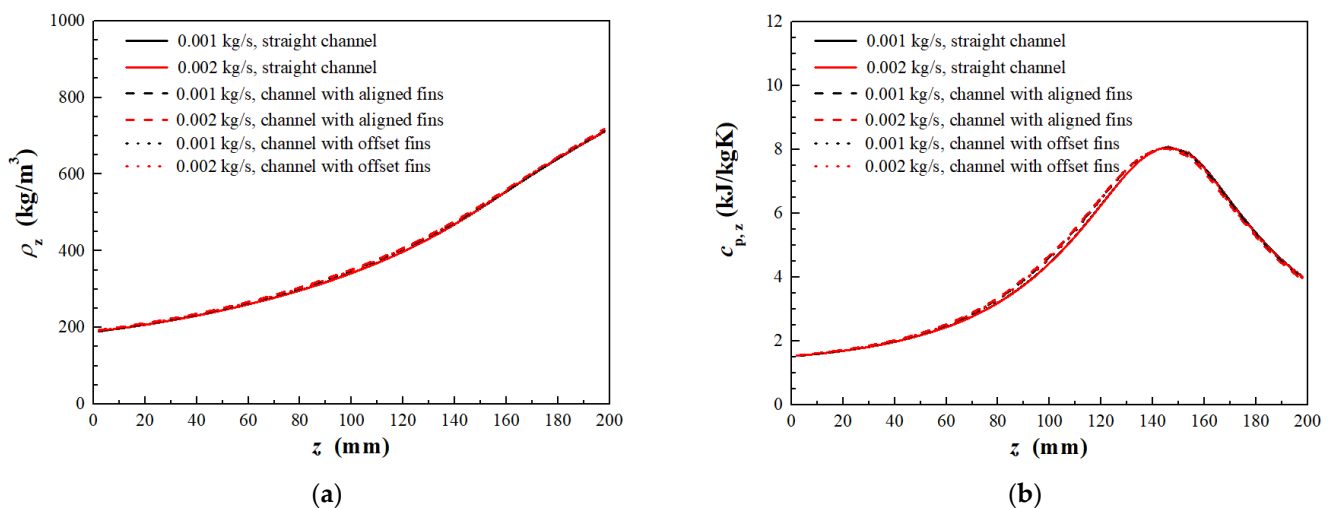 1000
800
600
400
200
0
ρz (kg/m³)
0.001 kg/s, straight channel
0.002 kg/s, straight channel
0.001 kg/s, channel with aligned fins
0.002 kg/s, channel with aligned fins
0.001 kg/s, channel with offset fins
0.002 kg/s, channel with offset fins
0 20 40 60 80 100 120 140 160 180 200
z (mm)
(a)
12
10
8
6
4
2
0
cp, z (kJ/kgK)
0.001 kg/s, straight channel
0.002 kg/s, straight channel
0.001 kg/s, channel with aligned fins
0.002 kg/s, channel with aligned fins
0.001 kg/s, channel with offset fins
0.002 kg/s, channel with offset fins
0 20 40 60 80 100 120 140 160 180 200
z (mm)
(b)